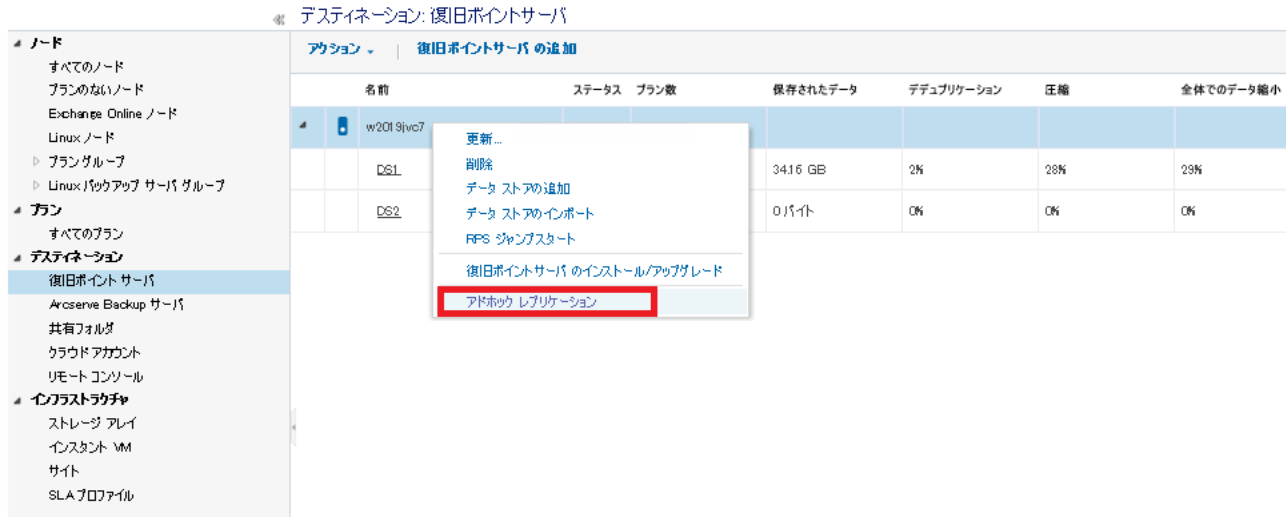 デスティネーション: 復旧ポイントサーバ
ノード
すべてのノード
プランのないノード
Exchange Online ノード
Linux ノード
プラン グループ
Linux バックアップ サーバ グループ
プラン
すべてのプラン
デスティネーション
復旧ポイント サーバ
Arcserve Backup サーバ
共有フォルダ
クラウド アカウント
リモート コンソール
インフラストラクチャ
ストレージ アレイ
インスタント VM
サイト
SLA プロファイル
アクション | 復旧ポイントサーバ の追加
名前 ステータス プラン数 保存されたデータ デデュプリケーション 圧縮 全体でのデータ縮小
w2019jvc7
DS1 34.16 GB 2% 28% 29%
DS2 0 バイト 0% 0% 0%
更新...
削除
データ ストアの追加
データ ストアのインポート
RPS ジャンプスタート
復旧ポイントサーバ のインストール/アップグレード
アドホック レプリケーション